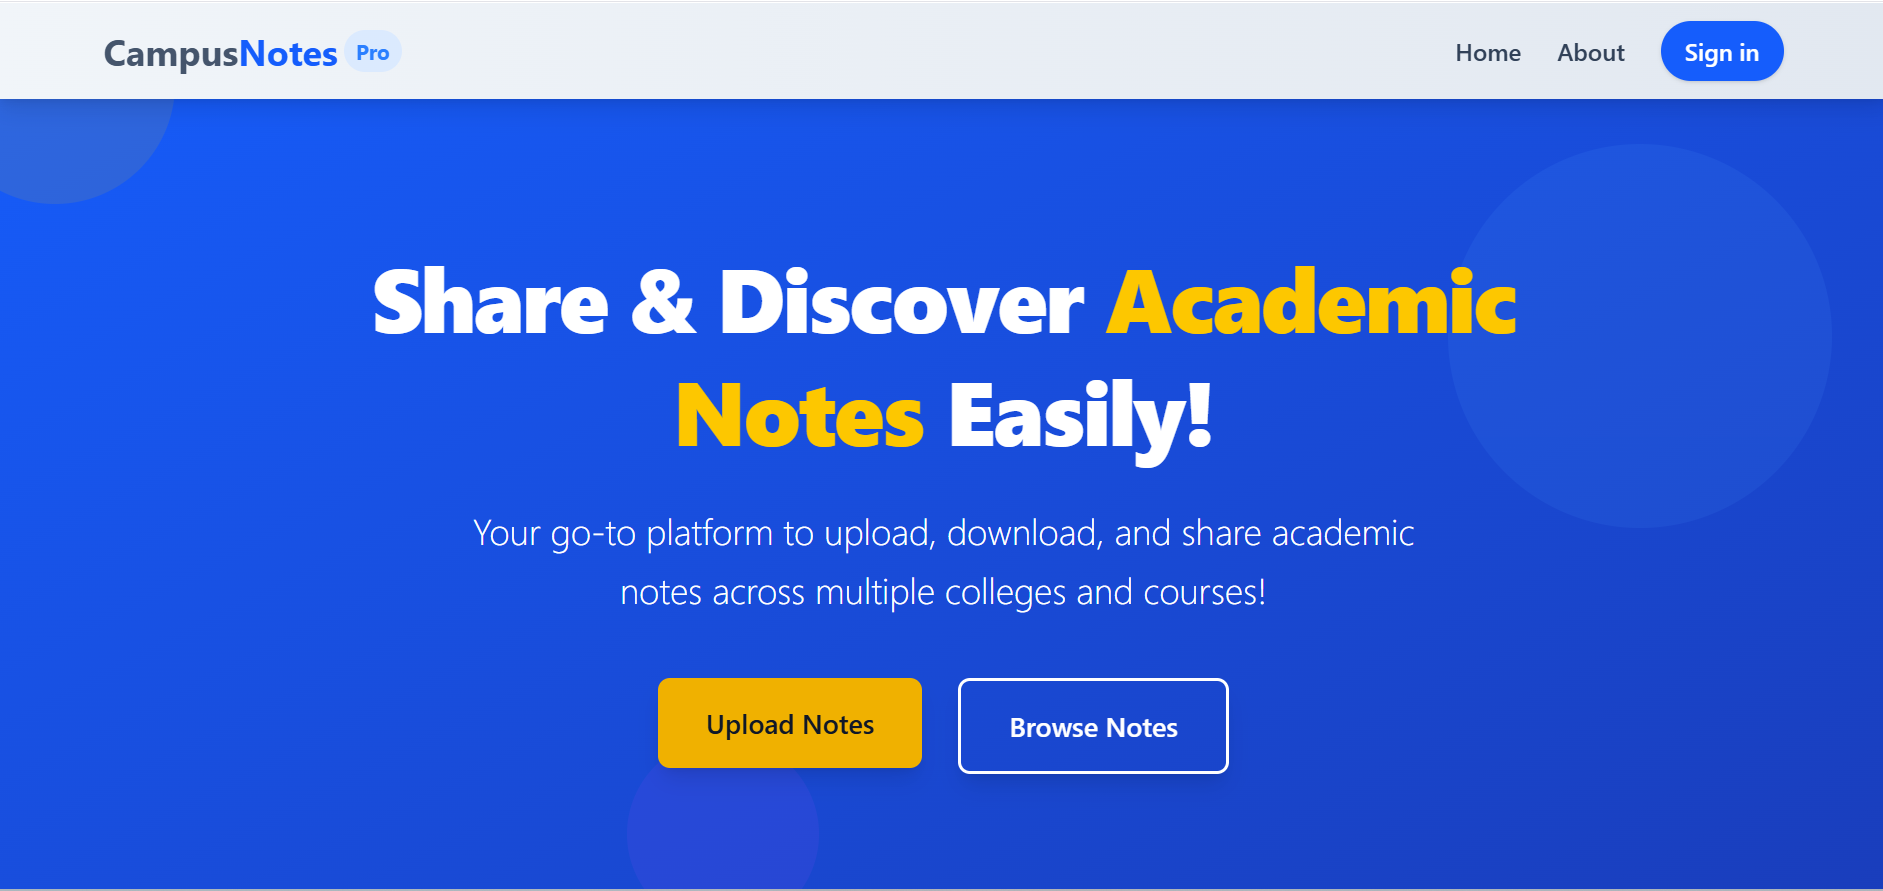 CampusNotes Pro
Home About Sign in
Share & Discover Academic
Notes Easily!
Your go-to platform to upload, download, and share academic
notes across multiple colleges and courses!
Upload Notes Browse Notes